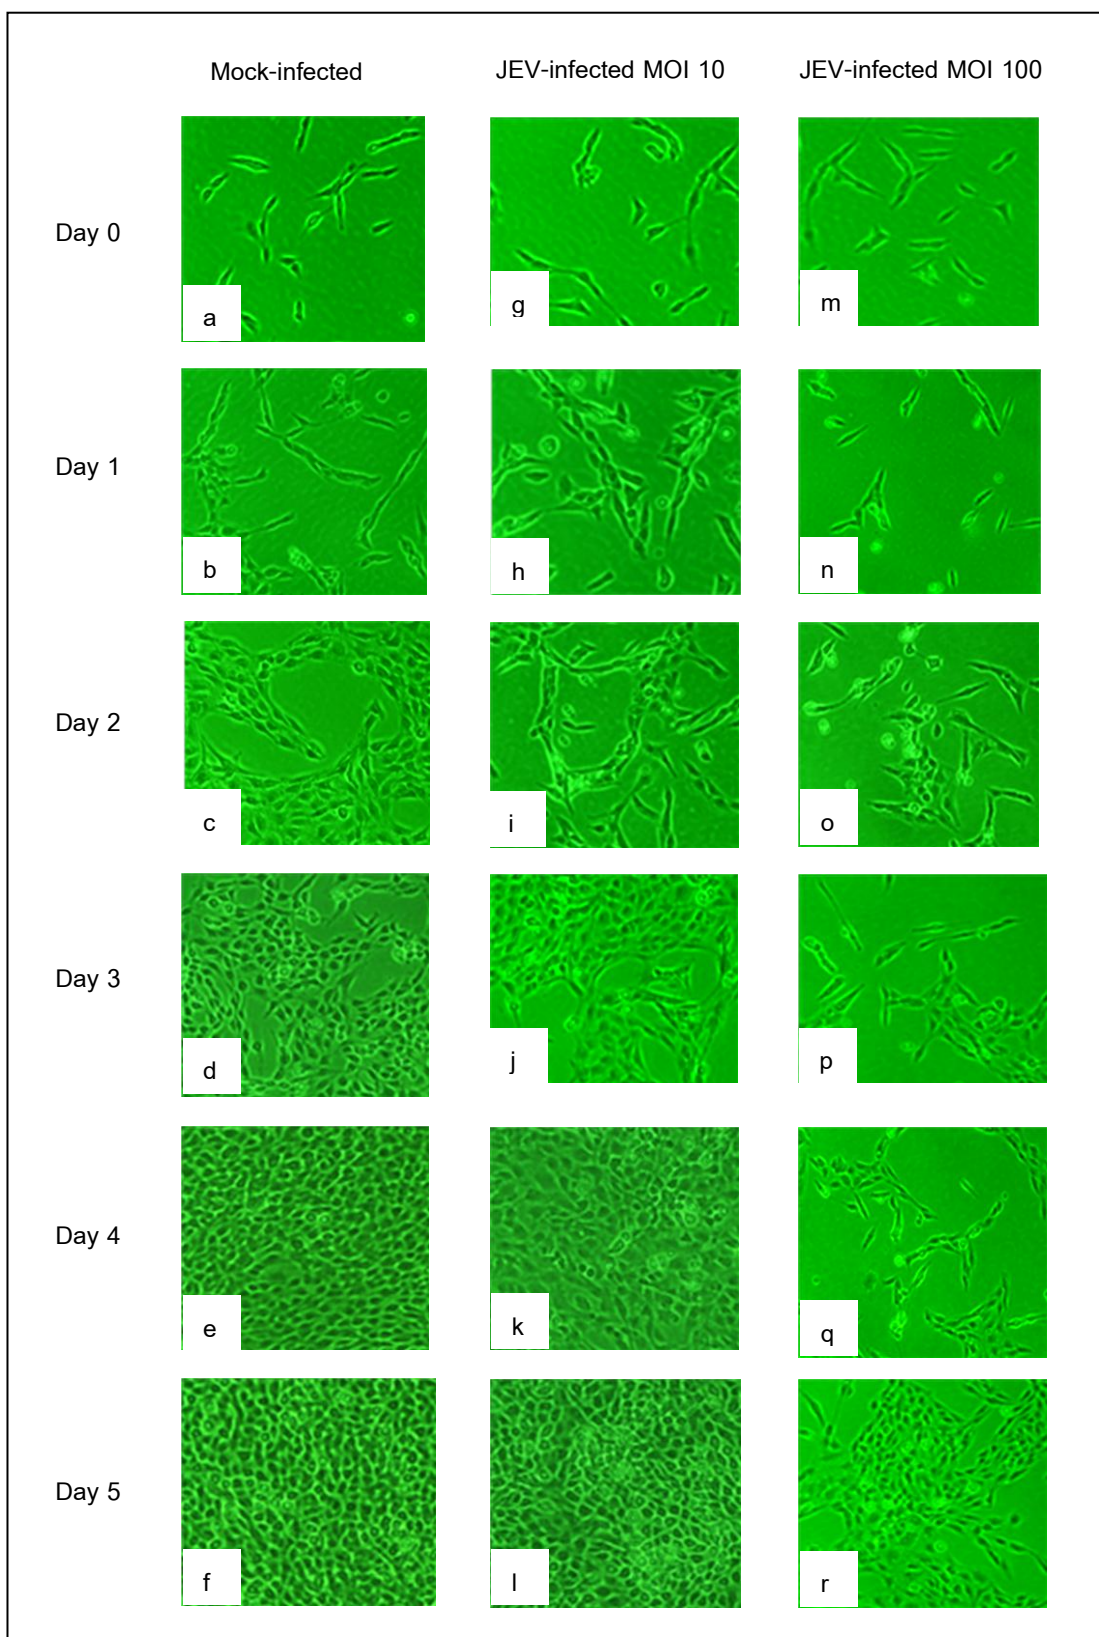 Mock-infected JEV-infected MOI 10 JEV-infected MOI 100
Day 0
a g m
Day 1
b h n
Day 2
c i o
Day 3
d j p
Day 4
e k q
Day 5
f l r